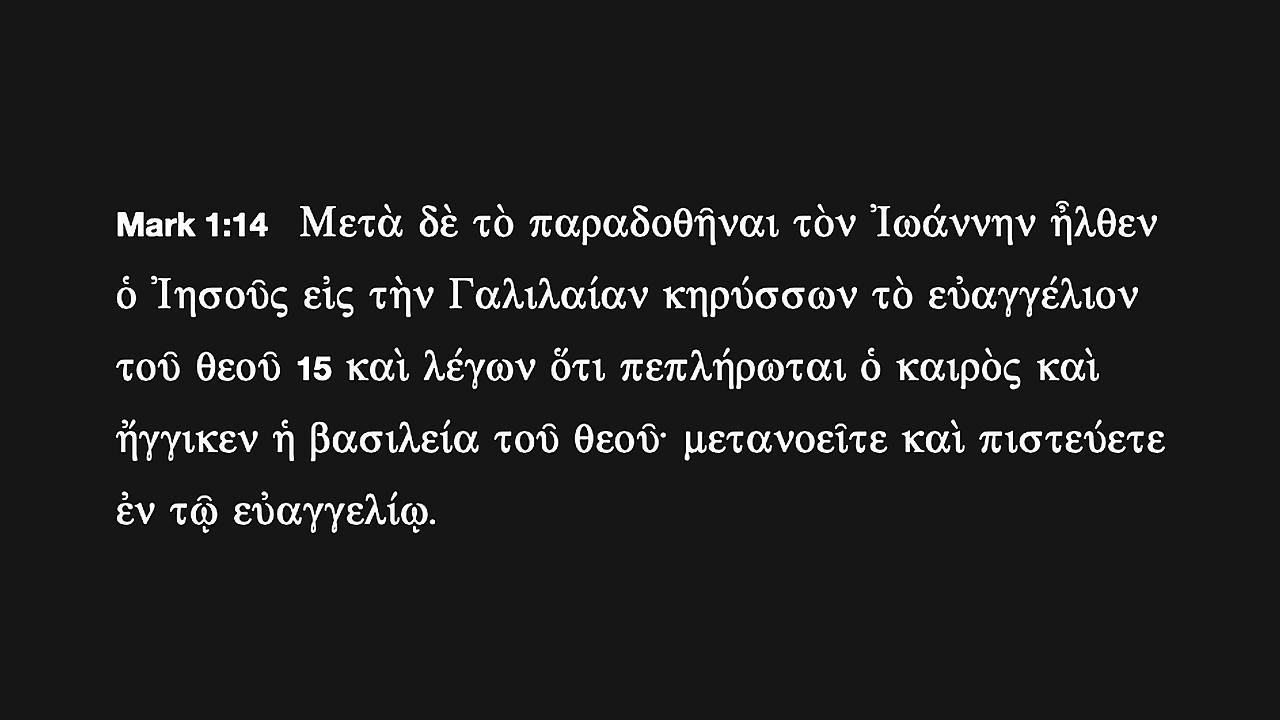 Mark 1:14 Μετὰ δὲ τὸ παραδοθῆναι τὸν Ἰωάννην ἦλθεν
ὁ Ἰησοῦς εἰς τὴν Γαλιλαίαν κηρύσσων τὸ εὐαγγέλιον
τοῦ θεοῦ 15 καὶ λέγων ὅτι πεπλήρωται ὁ καιρὸς καὶ
ἤγγικεν ἡ βασιλεία τοῦ θεοῦ· μετανοεῖτε καὶ πιστεύετε
ἐν τῷ εὐαγγελίῳ.